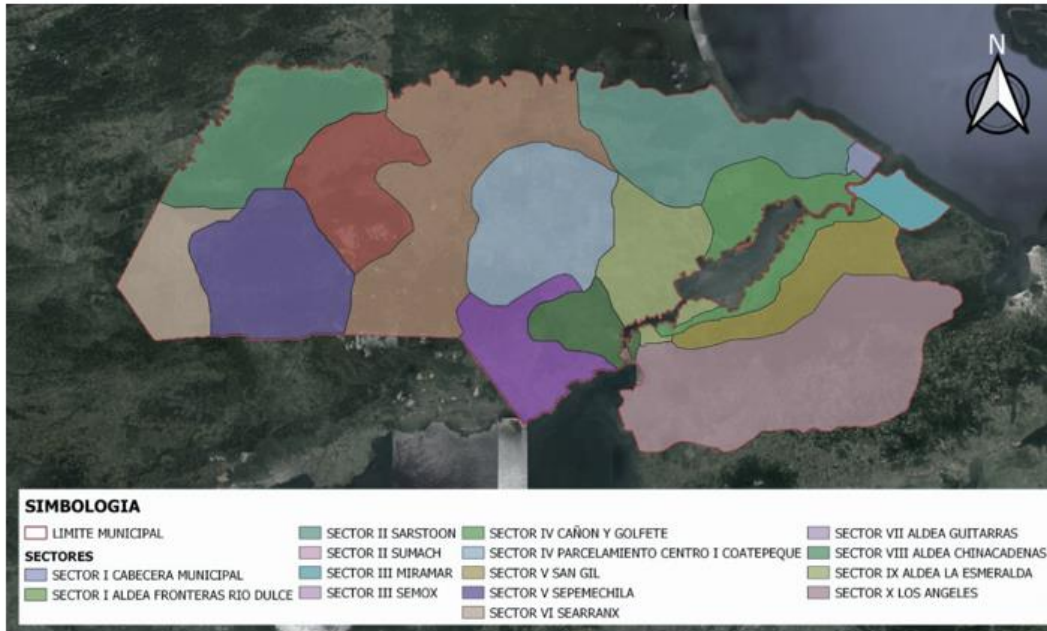 N
SIMBOLOGIA
LIMITE MUNICIPAL
SECTORES
SECTOR I CABECERA MUNICIPAL
SECTOR I ALDEA FRONTERAS RIO DULCE
SECTOR II SARSTOON
SECTOR II SUMACH
SECTOR III MIRAMAR
SECTOR III SEMOX
SECTOR IV CAÑON Y GOLFETE
SECTOR IV PARCELAMIENTO CENTRO I COATEPEQUE
SECTOR V SAN GIL
SECTOR V SEPEMECHILA
SECTOR VI SEARRANX
SECTOR VII ALDEA GUITARRAS
SECTOR VIII ALDEA CHINACADENAS
SECTOR IX ALDEA LA ESMERALDA
SECTOR X LOS ANGELES